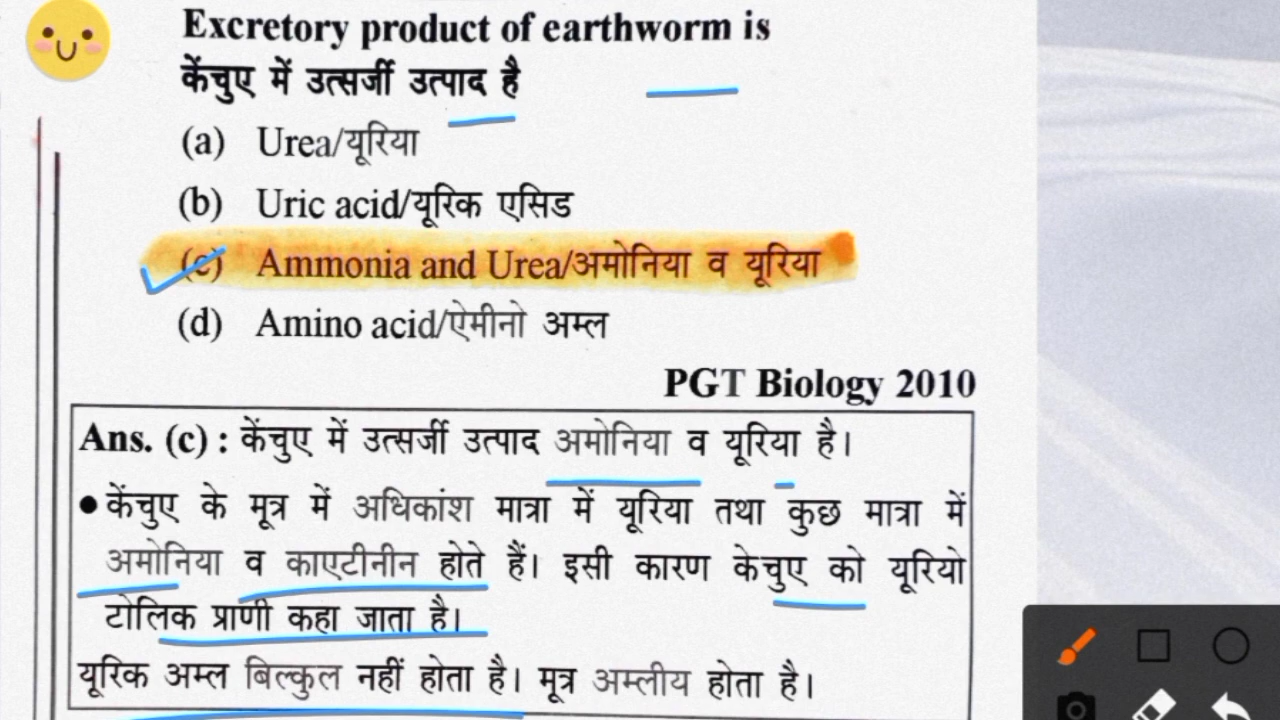 Excretory product of earthworm is
केंचुए में उत्सर्जी उत्पाद है
(a) Urea/यूरिया
(b) Uric acid/यूरिक एसिड
(c) Ammonia and Urea/अमोनिया व यूरिया
(d) Amino acid/ऐमीनो अम्ल
PGT Biology 2010
Ans. (c) : केंचुए में उत्सर्जी उत्पाद अमोनिया व यूरिया है।
● केंचुए के मूत्र में अधिकांश मात्रा में यूरिया तथा कुछ मात्रा में
अमोनिया व काएटीनीन होते हैं। इसी कारण केचुए को यूरियो
टोलिक प्राणी कहा जाता है।
यूरिक अम्ल बिल्कुल नहीं होता है। मूत्र अम्लीय होता है।